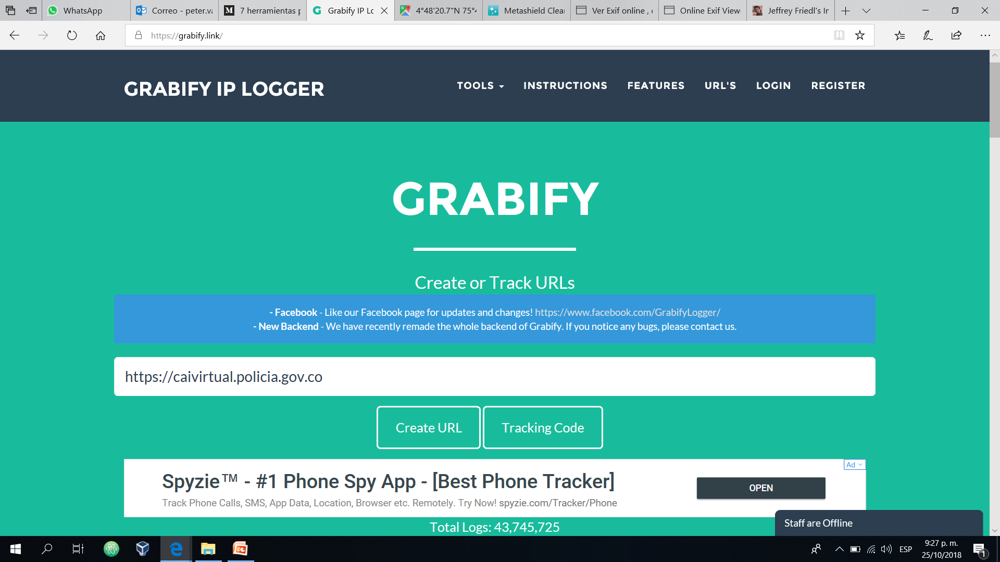 WhatsApp
Correo - peter.va
7 herramientas p
Grabify IP Lo
4°48'20.7"N 75°4
Metashield Clea
Ver Exif online , c
Online Exif View
Jeffrey Friedl's Im
https://grabify.link/
GRABIFY IP LOGGER
TOOLS
INSTRUCTIONS
FEATURES
URL'S
LOGIN
REGISTER
GRABIFY
Create or Track URLs
- Facebook - Like our Facebook page for updates and changes! https://www.facebook.com/GrabifyLogger/
- New Backend - We have recently remade the whole backend of Grabify. If you notice any bugs, please contact us.
https://caivirtual.policia.gov.co
Create URL
Tracking Code
Ad
Spyzie™ - #1 Phone Spy App - [Best Phone Tracker]
Track Phone Calls, SMS, App Data, Location, Browser etc. Remotely. Try Now! spyzie.com/Tracker/Phone
OPEN
Total Logs: 43,745,725
Staff are Offline
ESP
9:27 p. m.
25/10/2018
1